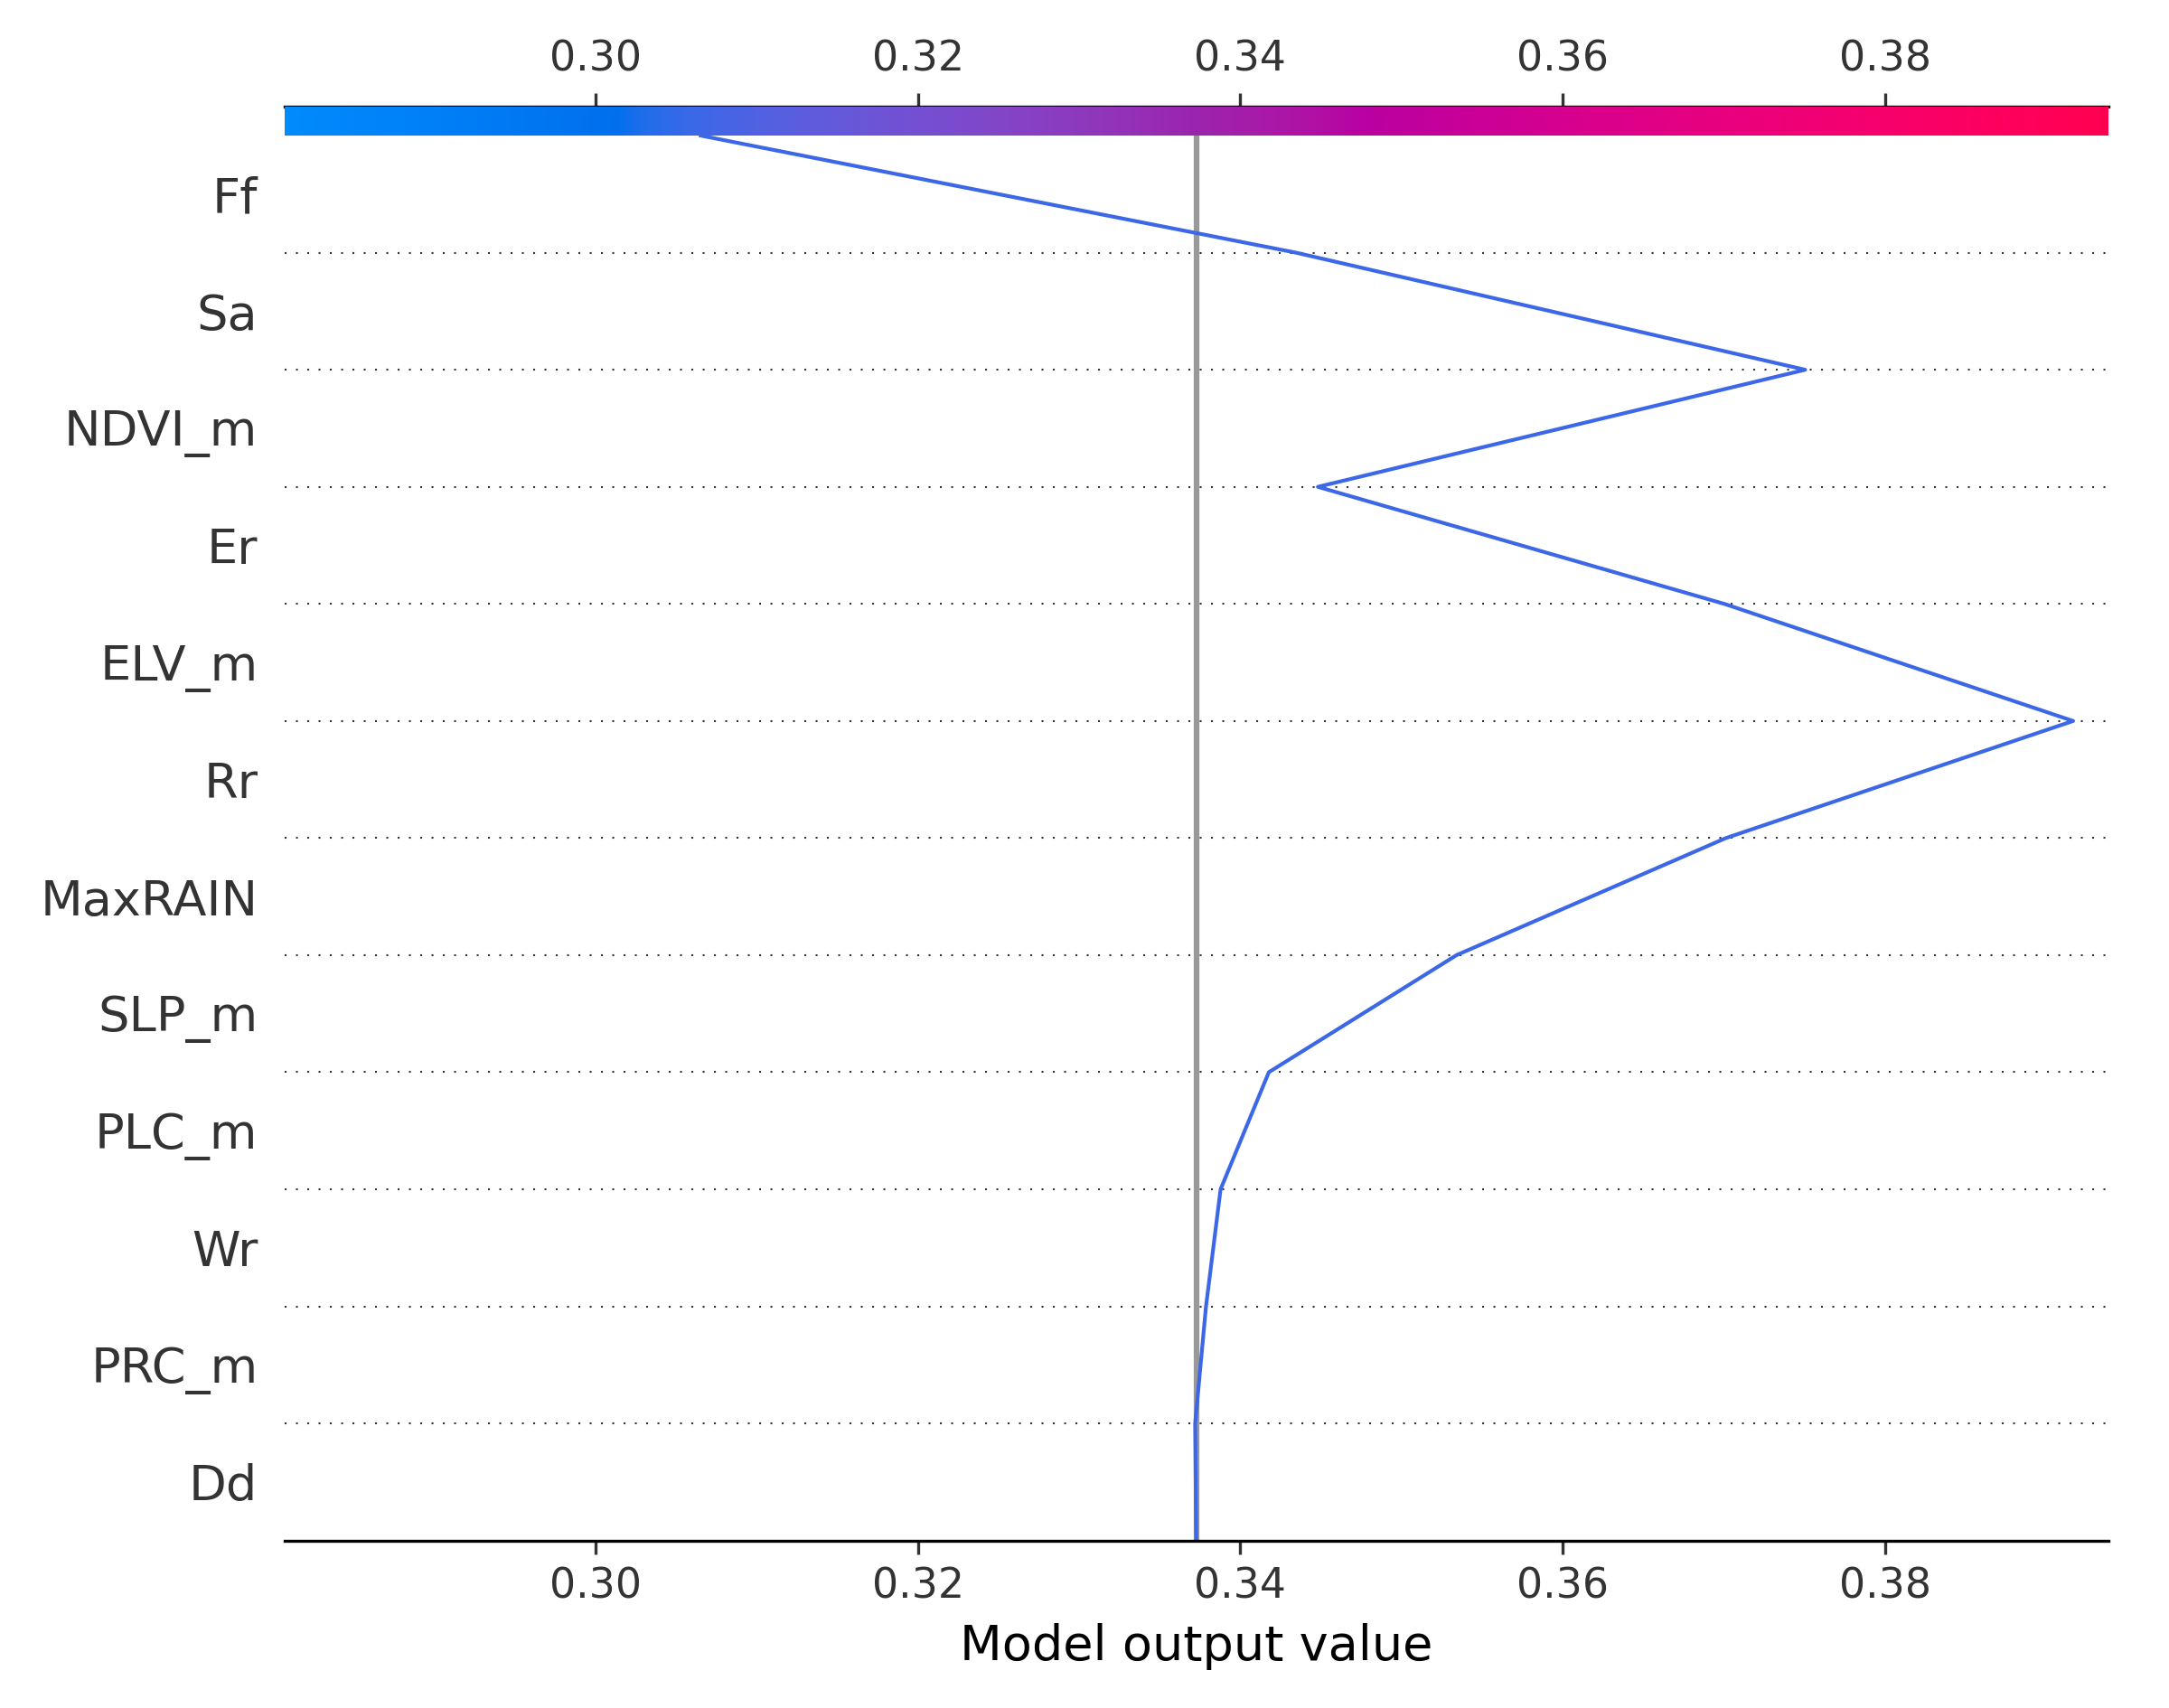 0.30 0.32 0.34 0.36 0.38
Ff
Sa
NDVI_m
Er
ELV_m
Rr
MaxRAIN
SLP_m
PLC_m
Wr
PRC_m
Dd
0.30 0.32 0.34 0.36 0.38
Model output value